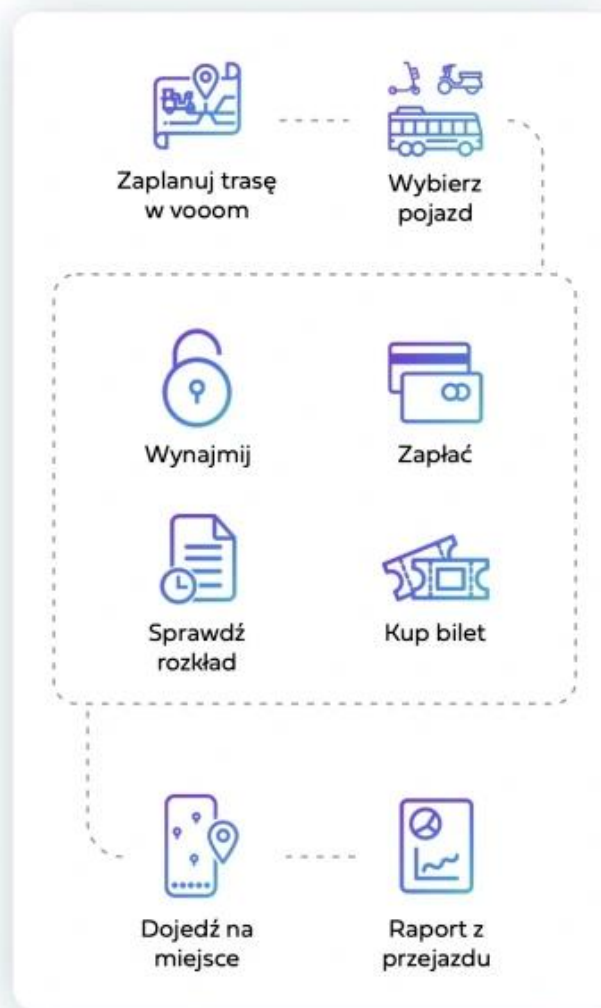 Zaplanuj trasę
w vooom
Wybierz
pojazd
Wynajmij
Zapłać
Sprawdź
rozkład
Kup bilet
Dojedź na
miejsce
Raport z
przejazdu